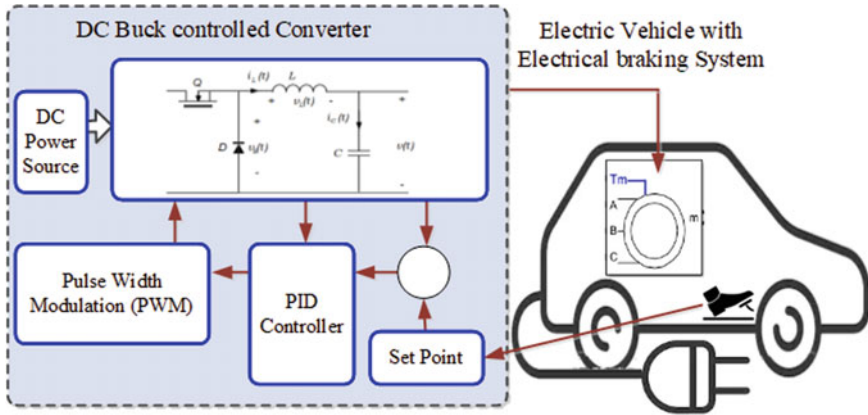 DC Buck controlled Converter
Electric Vehicle with
Electrical braking System
DC
Power
Source
Q
i_L(t)
L
+ v_L(t) -
i_C(t)
+
+
D
C
v(t)
-
-
Tm
A
B
C
m
Pulse Width
Modulation (PWM)
PID
Controller
Set Point